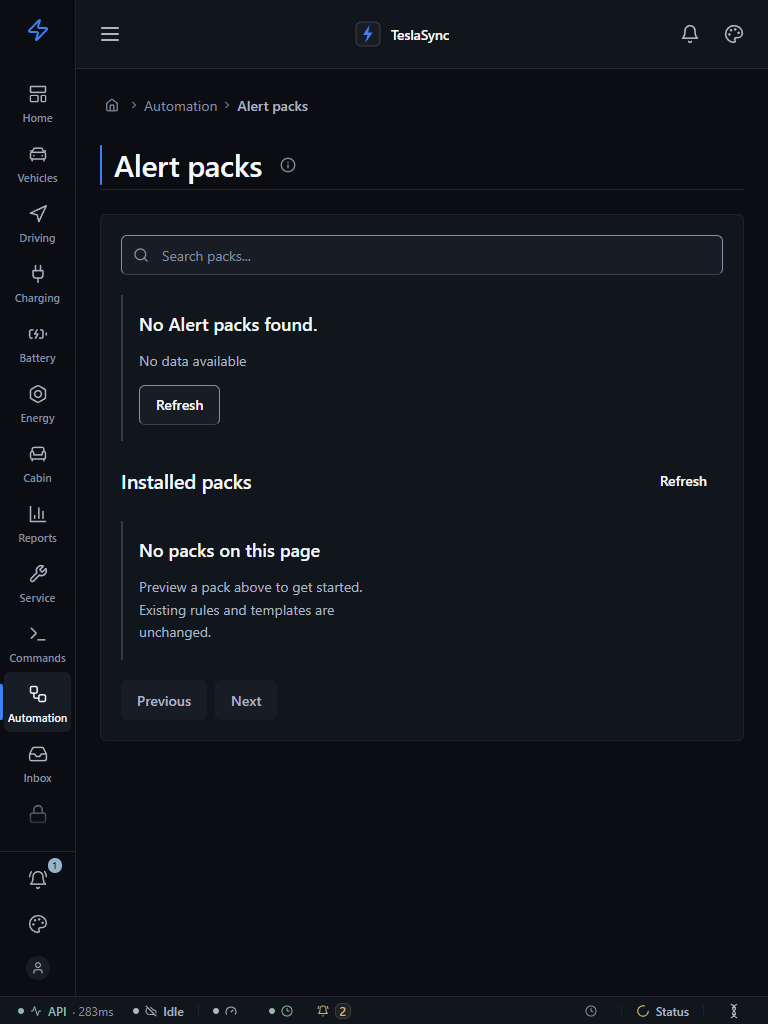 TeslaSync
Home
Vehicles
Driving
Charging
Battery
Energy
Cabin
Reports
Service
Commands
Automation
Inbox
1
Automation
Alert packs
Alert packs
Search packs...
No Alert packs found.
No data available
Refresh
Installed packs
Refresh
No packs on this page
Preview a pack above to get started.
Existing rules and templates are
unchanged.
Previous
Next
API · 283ms
Idle
2
Status